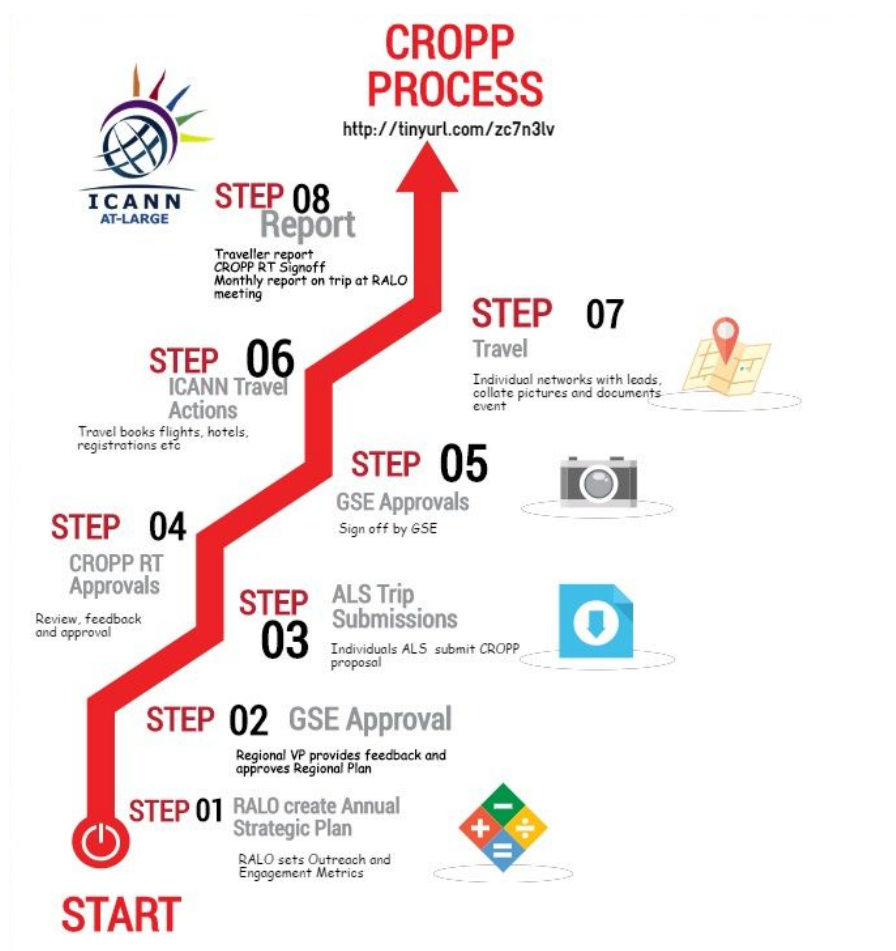 CROPP
PROCESS
http://tinyurl.com/zc7n3lv
ICANN
AT-LARGE
STEP 08
Report
Traveller report
CROPP RT Signoff
Monthly report on trip at RALO
meeting
STEP 07
Travel
Individual networks with leads,
collate pictures and documents
event
STEP 06
ICANN Travel
Actions
Travel books flights, hotels,
registrations etc
STEP 05
GSE Approvals
Sign off by GSE
STEP 04
CROPP RT
Approvals
Review, feedback
and approval
STEP
03
ALS Trip
Submissions
Individuals ALS submit CROPP
proposal
STEP 02 GSE Approval
Regional VP provides feedback and
approves Regional Plan
STEP 01 RALO create Annual
Strategic Plan
RALO sets Outreach and
Engagement Metrics
START